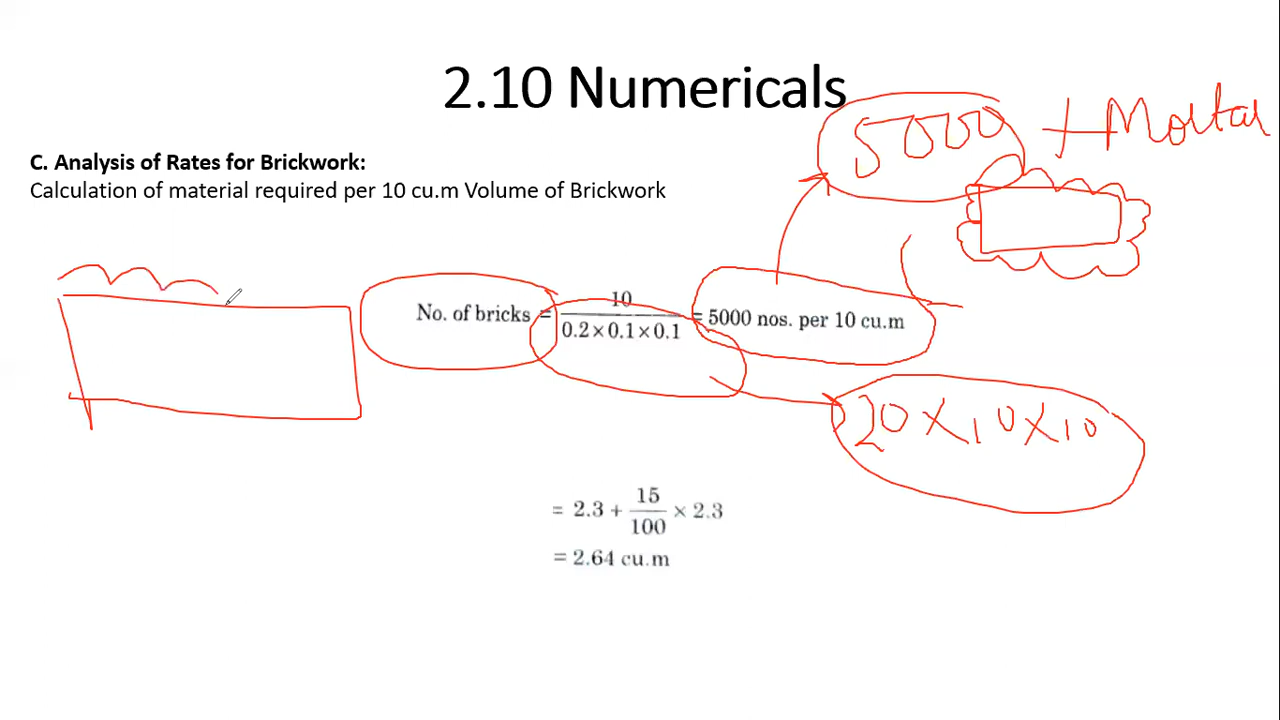 2.10 Numericals
5000 + Mortar
C. Analysis of Rates for Brickwork:
Calculation of material required per 10 cu.m Volume of Brickwork
No. of bricks = 10 / 0.2×0.1×0.1 = 5000 nos. per 10 cu.m
20 × 10 × 10
= 2.3 + 15/100 × 2.3
= 2.64 cu.m